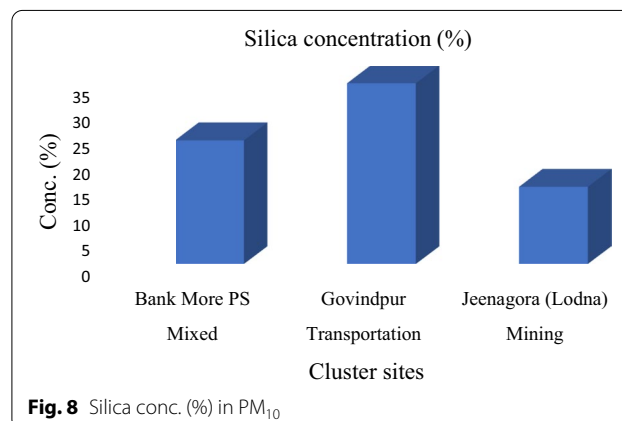 Silica concentration (%)
Conc. (%)
35
30
25
20
15
10
5
0
Bank More PS Govindpur Jeenagora (Lodna)
Mixed Transportation Mining
Cluster sites
Fig. 8 Silica conc. (%) in PM₁₀